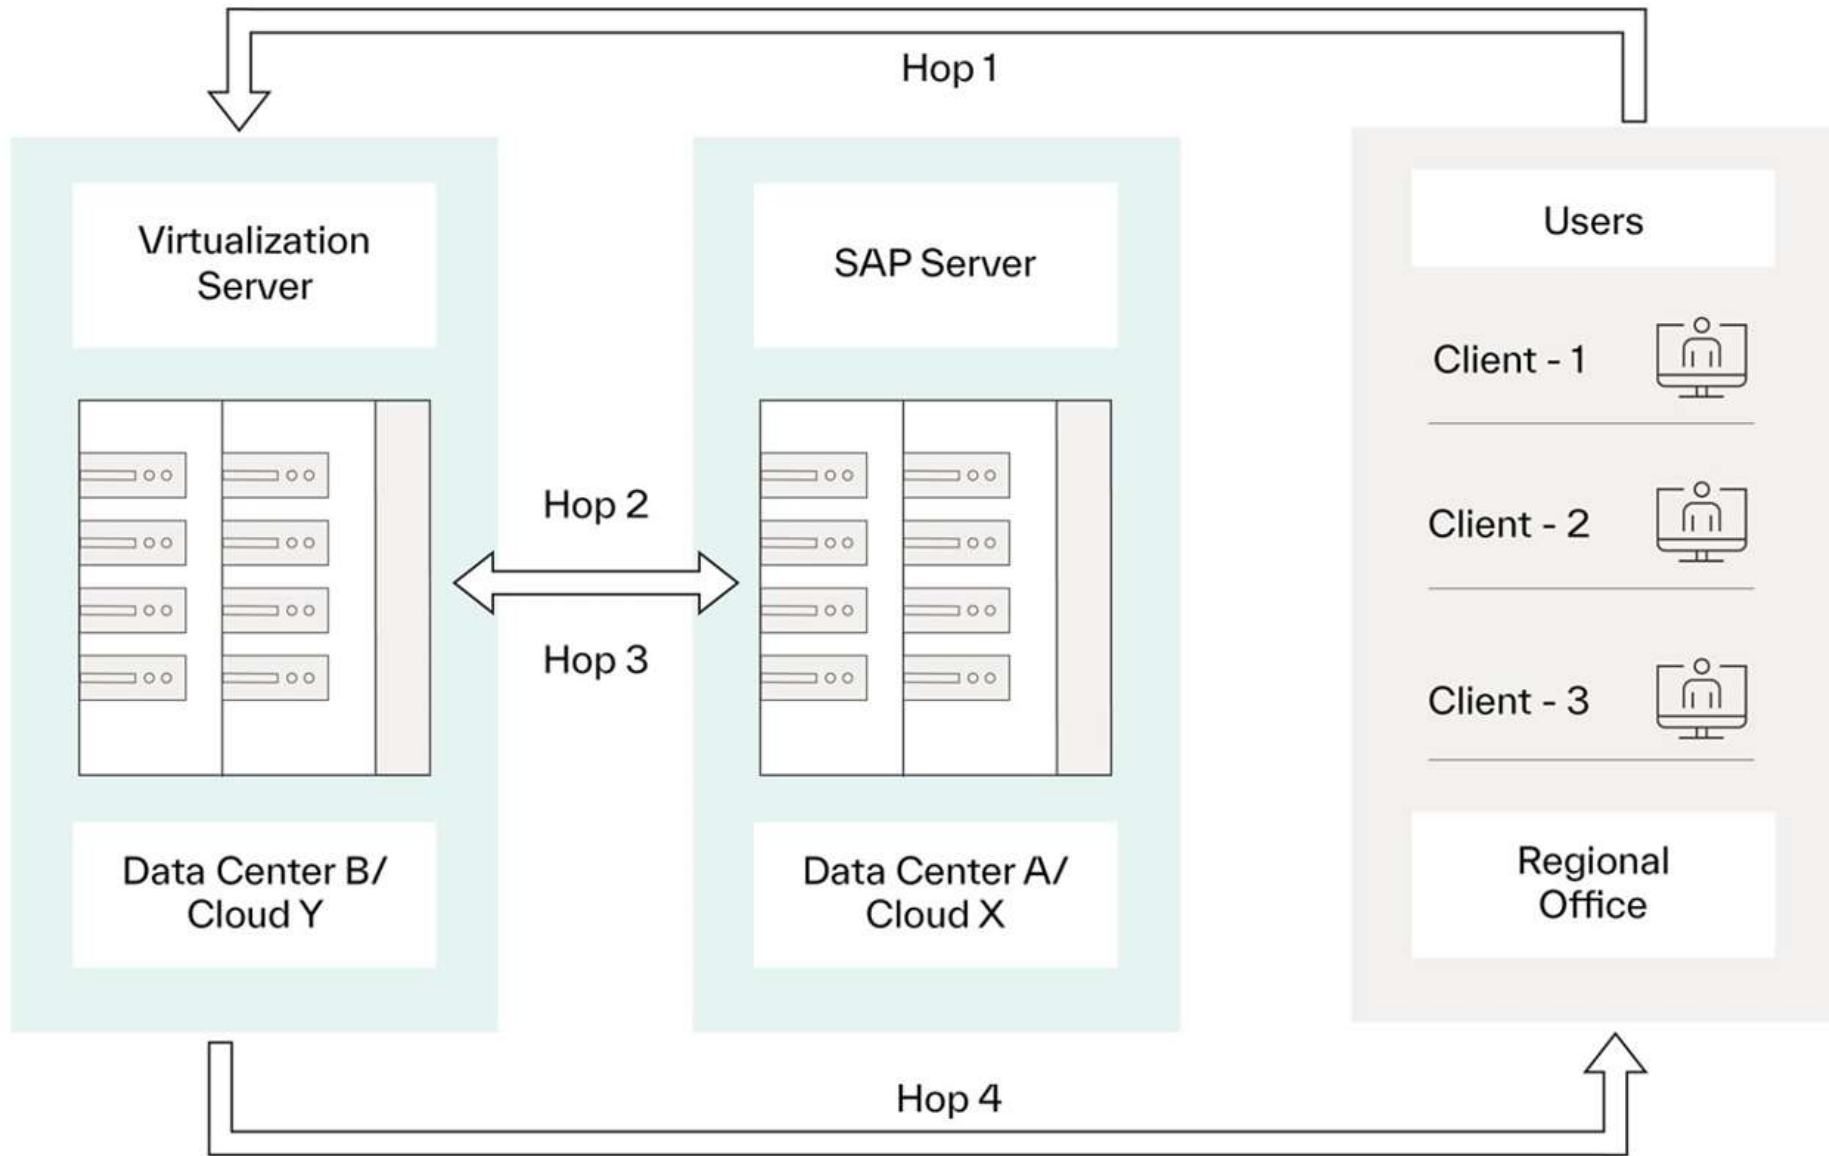 Hop 1
Virtualization
Server
SAP Server
Users
Client - 1
Client - 2
Client - 3
Hop 2
Hop 3
Data Center B/
Cloud Y
Data Center A/
Cloud X
Regional
Office
Hop 4